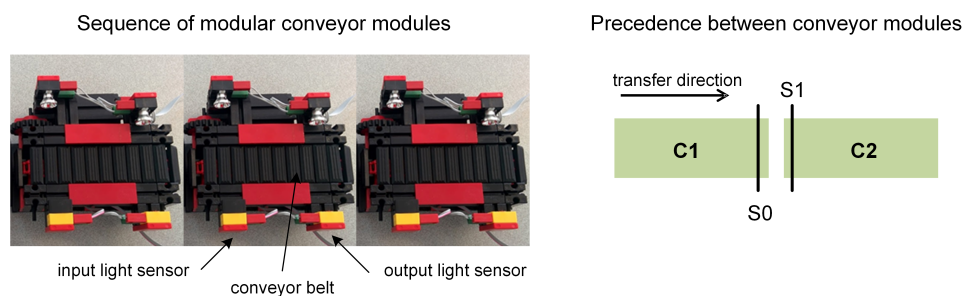 Sequence of modular conveyor modules
input light sensor
conveyor belt
output light sensor
Precedence between conveyor modules
transfer direction
S1
C1
C2
S0